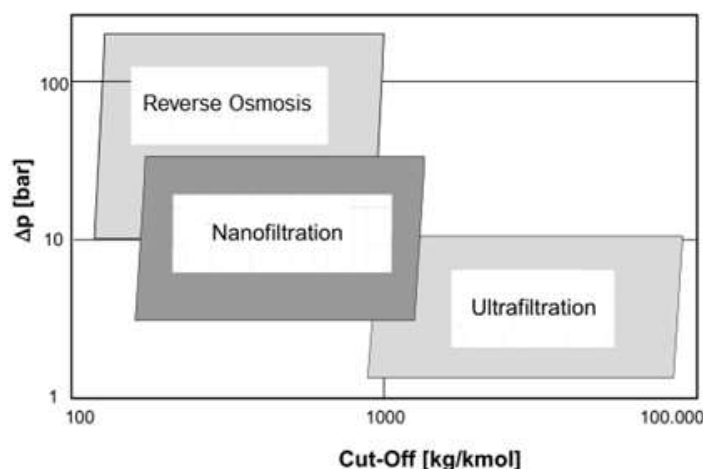 100
Reverse Osmosis
Δp [bar]
Nanofiltration
10
Ultrafiltration
1
100
1000
100.000
Cut-Off [kg/kmol]